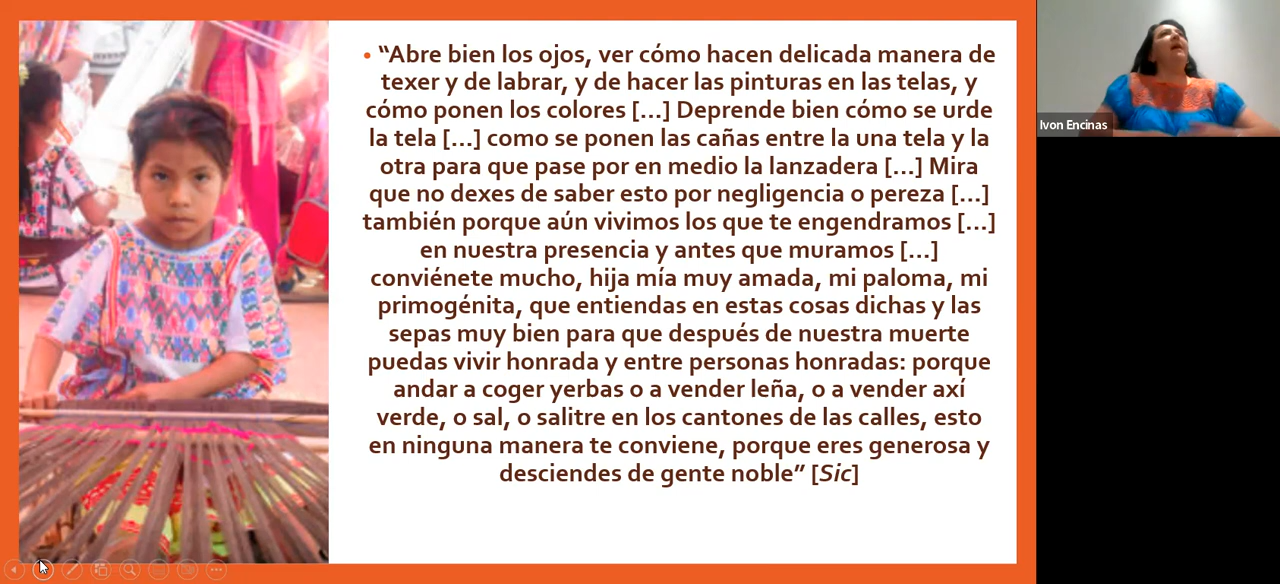 • “Abre bien los ojos, ver cómo hacen delicada manera de
texer y de labrar, y de hacer las pinturas en las telas, y
cómo ponen los colores [...] Deprende bien cómo se urde
la tela [...] como se ponen las cañas entre la una tela y la
otra para que pase por en medio la lanzadera [...] Mira
que no dexes de saber esto por negligencia o pereza [...]
también porque aún vivimos los que te engendramos [...]
en nuestra presencia y antes que muramos [...]
conviénete mucho, hija mía muy amada, mi paloma, mi
primogénita, que entiendas en estas cosas dichas y las
sepas muy bien para que después de nuestra muerte
puedas vivir honrada y entre personas honradas: porque
andar a coger yerbas o a vender leña, o a vender axí
verde, o sal, o salitre en los cantones de las calles, esto
en ninguna manera te conviene, porque eres generosa y
desciendes de gente noble” [Sic]
Ivon Encinas